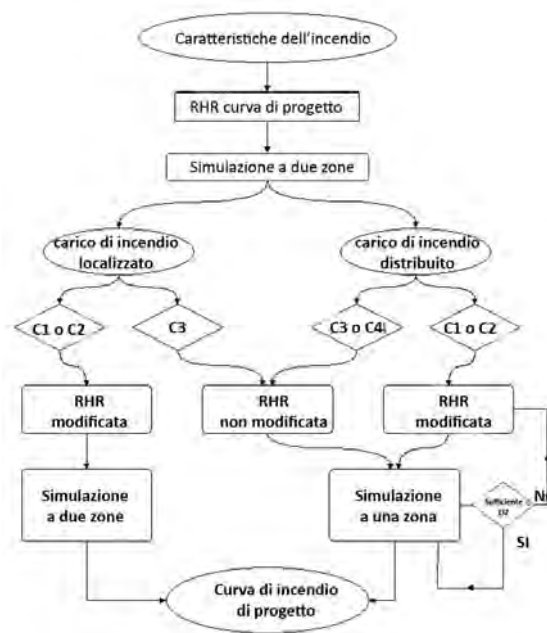 Caratteristiche dell'incendio
RHR curva di progetto
Simulazione a due zone
carico di incendio
localizzato
carico di incendio
distribuito
C1 o C2
C3
C3 o C4
C1 o C2
RHR
modificata
RHR
non modificata
RHR
modificata
Simulazione
a due zone
Simulazione
a una zona
Sufficiente
No
SI
Curva di incendio
di progetto